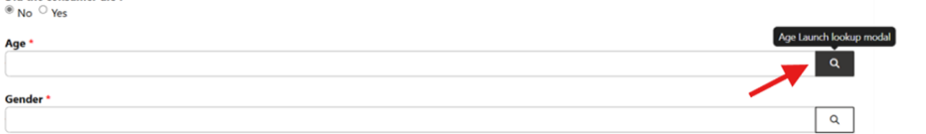 No Yes
Age *
Age Launch lookup modal
Gender *